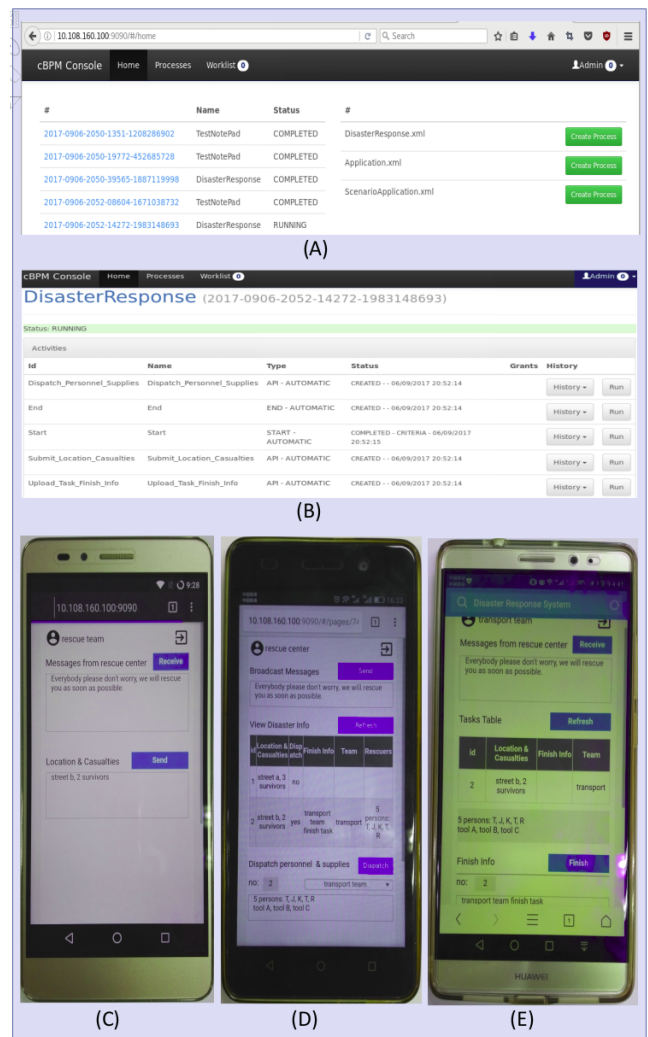 10.108.160.100:9090/#/home
Search
cBPM Console Home Processes Worklist 0 Admin 0
# Name Status #
2017-0906-2050-1351-1208286902 TestNotePad COMPLETED DisasterResponse.xml Create Process
2017-0906-2050-19772-452685728 TestNotePad COMPLETED Application.xml Create Process
2017-0906-2050-39565-1887119998 DisasterResponse COMPLETED ScenarioApplication.xml Create Process
2017-0906-2052-08604-1671038732 TestNotePad COMPLETED
2017-0906-2052-14272-1983148693 DisasterResponse RUNNING
(A)
cBPM Console Home Processes Worklist 0 Admin 0
DisasterResponse (2017-0906-2052-14272-1983148693)
Status: RUNNING
Activities
Id Name Type Status Grants History
Dispatch_Personnel_Supplies Dispatch_Personnel_Supplies API - AUTOMATIC CREATED - - 06/09/2017 20:52:14 History Run
End End END - AUTOMATIC CREATED - - 06/09/2017 20:52:14 History Run
Start Start START - AUTOMATIC COMPLETED - CRITERIA - 06/09/2017 20:52:15 History Run
Submit_Location_Casualties Submit_Location_Casualties API - AUTOMATIC CREATED - - 06/09/2017 20:52:14 History Run
Upload_Task_Finish_Info Upload_Task_Finish_Info API - AUTOMATIC CREATED - - 06/09/2017 20:52:14 History Run
(B)
9:28
10.108.160.100:9090 1
rescue team
Messages from rescue center Receive
Everybody please don't worry, we will rescue
you as soon as possible.
Location & Casualties Send
street b, 2 survivors
(C)
10.108.160.100:9090/#/pages/7 1
rescue center
Broadcast Messages Send
Everybody please don't worry, we will rescue
you as soon as possible.
View Disaster Info Refresh
id Location & Casualties Disp atch Finish Info Team Rescuers
1 street a, 3 survivors no
2 street b, 2 survivors yes transport team finish task transport 5 persons: T, J, K, T, R
Dispatch personnel & supplies Dispatch
no: 2 transport team
5 persons: T, J, K, T, R
tool A, tool B, tool C
(D)
Disaster Response System
transport team
Messages from rescue center Receive
Everybody please don't worry, we will rescue
you as soon as possible.
Tasks Table Refresh
id Location & Casualties Finish Info Team
2 street b, 2 survivors transport
5 persons: T, J, K, T, R
tool A, tool B, tool C
Finish Info Finish
no: 2
transport team finish task
1
HUAWEI
(E)